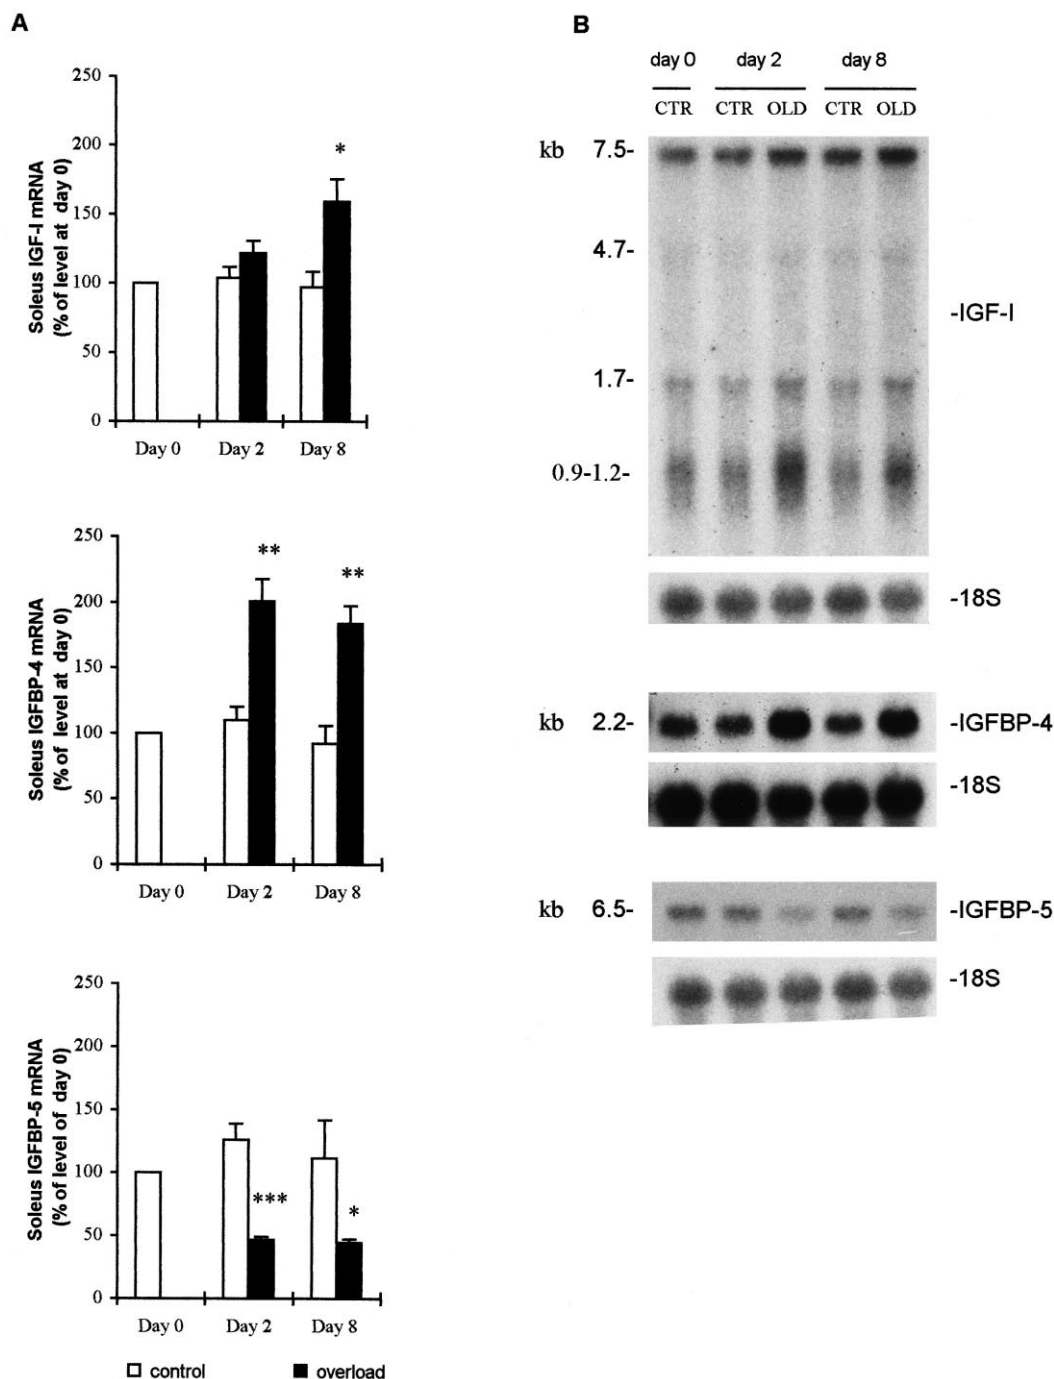 A
Soleus IGF-I mRNA
(% of level at day 0)
250
200
150
100
50
0
*
Day 0 Day 2 Day 8
Soleus IGFBP-4 mRNA
(% of level at day 0)
250
200
150
100
50
0
** **
Day 0 Day 2 Day 8
Soleus IGFBP-5 mRNA
(% of level of day 0)
250
200
150
100
50
0
*** *
Day 0 Day 2 Day 8
control overload
B
day 0 day 2 day 8
CTR CTR OLD CTR OLD
kb 7.5-
4.7-
-IGF-I
1.7-
0.9-1.2-
-18S
kb 2.2- -IGFBP-4
-18S
kb 6.5- -IGFBP-5
-18S